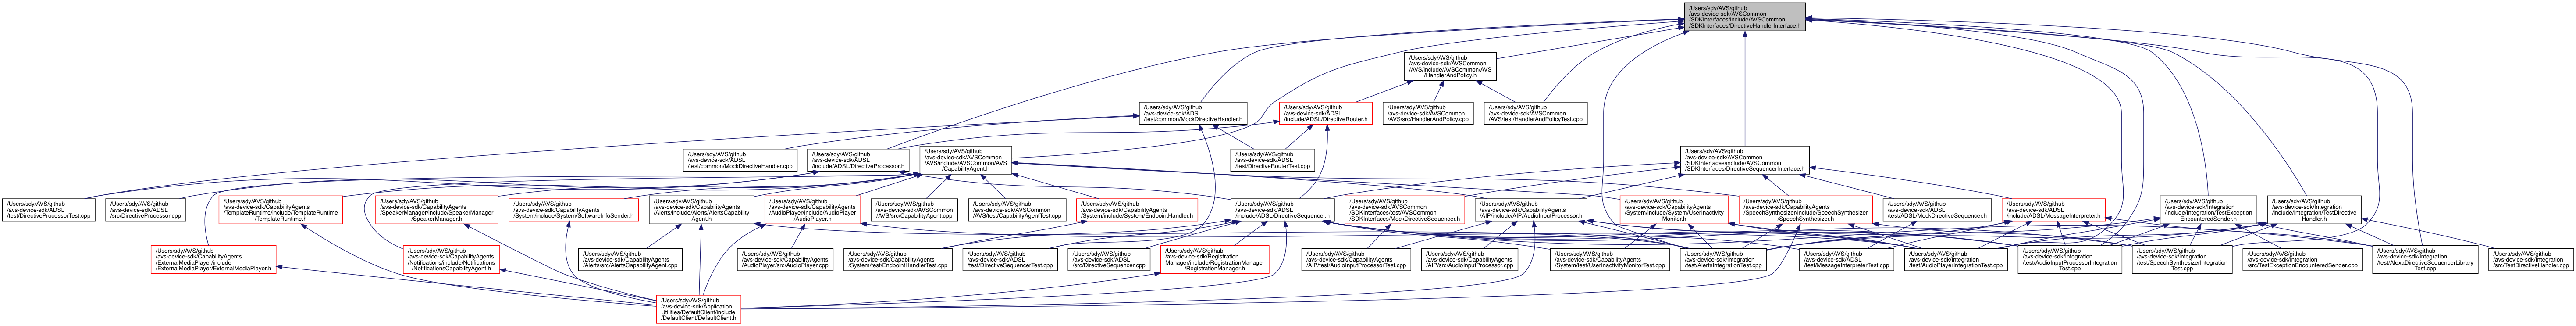 /Users/sdy/AVS/github
/avs-device-sdk/AVSCommon
/SDKInterfaces/include/AVSCommon
/SDKInterfaces/DirectiveHandlerInterface.h
/Users/sdy/AVS/github
/avs-device-sdk/AVSCommon
/AVS/include/AVSCommon/AVS
/HandlerAndPolicy.h
/Users/sdy/AVS/github
/avs-device-sdk/ADSL
/test/common/MockDirectiveHandler.h
/Users/sdy/AVS/github
/avs-device-sdk/ADSL
/include/ADSL/DirectiveRouter.h
/Users/sdy/AVS/github
/avs-device-sdk/AVSCommon
/AVS/src/HandlerAndPolicy.cpp
/Users/sdy/AVS/github
/avs-device-sdk/AVSCommon
/AVS/test/HandlerAndPolicyTest.cpp
/Users/sdy/AVS/github
/avs-device-sdk/ADSL
/test/common/MockDirectiveHandler.cpp
/Users/sdy/AVS/github
/avs-device-sdk/ADSL
/include/ADSL/DirectiveProcessor.h
/Users/sdy/AVS/github
/avs-device-sdk/AVSCommon
/AVS/include/AVSCommon/AVS
/CapabilityAgent.h
/Users/sdy/AVS/github
/avs-device-sdk/ADSL
/test/DirectiveRouterTest.cpp
/Users/sdy/AVS/github
/avs-device-sdk/AVSCommon
/SDKInterfaces/include/AVSCommon
/SDKInterfaces/DirectiveSequencerInterface.h
/Users/sdy/AVS/github
/avs-device-sdk/ADSL
/test/DirectiveProcessorTest.cpp
/Users/sdy/AVS/github
/avs-device-sdk/ADSL
/src/DirectiveProcessor.cpp
/Users/sdy/AVS/github
/avs-device-sdk/CapabilityAgents
/TemplateRuntime/include/TemplateRuntime
/TemplateRuntime.h
/Users/sdy/AVS/github
/avs-device-sdk/CapabilityAgents
/SpeakerManager/include/SpeakerManager
/SpeakerManager.h
/Users/sdy/AVS/github
/avs-device-sdk/CapabilityAgents
/System/include/System/SoftwareInfoSender.h
/Users/sdy/AVS/github
/avs-device-sdk/CapabilityAgents
/Alerts/include/Alerts/AlertsCapability
Agent.h
/Users/sdy/AVS/github
/avs-device-sdk/CapabilityAgents
/AudioPlayer/include/AudioPlayer
/AudioPlayer.h
/Users/sdy/AVS/github
/avs-device-sdk/AVSCommon
/AVS/src/CapabilityAgent.cpp
/Users/sdy/AVS/github
/avs-device-sdk/AVSCommon
/AVS/test/CapabilityAgentTest.cpp
/Users/sdy/AVS/github
/avs-device-sdk/CapabilityAgents
/System/include/System/EndpointHandler.h
/Users/sdy/AVS/github
/avs-device-sdk/ADSL
/include/ADSL/DirectiveSequencer.h
/Users/sdy/AVS/github
/avs-device-sdk/AVSCommon
/SDKInterfaces/test/AVSCommon
/SDKInterfaces/MockDirectiveSequencer.h
/Users/sdy/AVS/github
/avs-device-sdk/CapabilityAgents
/AIP/include/AIP/AudioInputProcessor.h
/Users/sdy/AVS/github
/avs-device-sdk/CapabilityAgents
/System/include/System/UserInactivity
Monitor.h
/Users/sdy/AVS/github
/avs-device-sdk/CapabilityAgents
/SpeechSynthesizer/include/SpeechSynthesizer
/SpeechSynthesizer.h
/Users/sdy/AVS/github
/avs-device-sdk/ADSL
/test/ADSL/MockDirectiveSequencer.h
/Users/sdy/AVS/github
/avs-device-sdk/ADSL
/include/ADSL/MessageInterpreter.h
/Users/sdy/AVS/github
/avs-device-sdk/Integration
/include/Integration/TestException
EncounteredSender.h
/Users/sdy/AVS/github
/avs-device-sdk/Integration
/include/Integration/TestDirective
Handler.h
/Users/sdy/AVS/github
/avs-device-sdk/CapabilityAgents
/ExternalMediaPlayer/include
/ExternalMediaPlayer/ExternalMediaPlayer.h
/Users/sdy/AVS/github
/avs-device-sdk/CapabilityAgents
/Notifications/include/Notifications
/NotificationsCapabilityAgent.h
/Users/sdy/AVS/github
/avs-device-sdk/CapabilityAgents
/Alerts/src/AlertsCapabilityAgent.cpp
/Users/sdy/AVS/github
/avs-device-sdk/CapabilityAgents
/AudioPlayer/src/AudioPlayer.cpp
/Users/sdy/AVS/github
/avs-device-sdk/CapabilityAgents
/System/test/EndpointHandlerTest.cpp
/Users/sdy/AVS/github
/avs-device-sdk/ADSL
/test/DirectiveSequencerTest.cpp
/Users/sdy/AVS/github
/avs-device-sdk/ADSL
/src/DirectiveSequencer.cpp
/Users/sdy/AVS/github
/avs-device-sdk/Registration
Manager/include/RegistrationManager
/RegistrationManager.h
/Users/sdy/AVS/github
/avs-device-sdk/CapabilityAgents
/AIP/test/AudioInputProcessorTest.cpp
/Users/sdy/AVS/github
/avs-device-sdk/CapabilityAgents
/AIP/src/AudioInputProcessor.cpp
/Users/sdy/AVS/github
/avs-device-sdk/CapabilityAgents
/System/test/UserInactivityMonitorTest.cpp
/Users/sdy/AVS/github
/avs-device-sdk/Integration
/test/AlertsIntegrationTest.cpp
/Users/sdy/AVS/github
/avs-device-sdk/ADSL
/test/MessageInterpreterTest.cpp
/Users/sdy/AVS/github
/avs-device-sdk/Integration
/test/AudioPlayerIntegrationTest.cpp
/Users/sdy/AVS/github
/avs-device-sdk/Integration
/test/AudioInputProcessorIntegration
Test.cpp
/Users/sdy/AVS/github
/avs-device-sdk/Integration
/test/SpeechSynthesizerIntegration
Test.cpp
/Users/sdy/AVS/github
/avs-device-sdk/Integration
/src/TestExceptionEncounteredSender.cpp
/Users/sdy/AVS/github
/avs-device-sdk/Integration
/test/AlexaDirectiveSequencerLibrary
Test.cpp
/Users/sdy/AVS/github
/avs-device-sdk/Integration
/src/TestDirectiveHandler.cpp
/Users/sdy/AVS/github
/avs-device-sdk/Application
Utilities/DefaultClient/include
/DefaultClient/DefaultClient.h